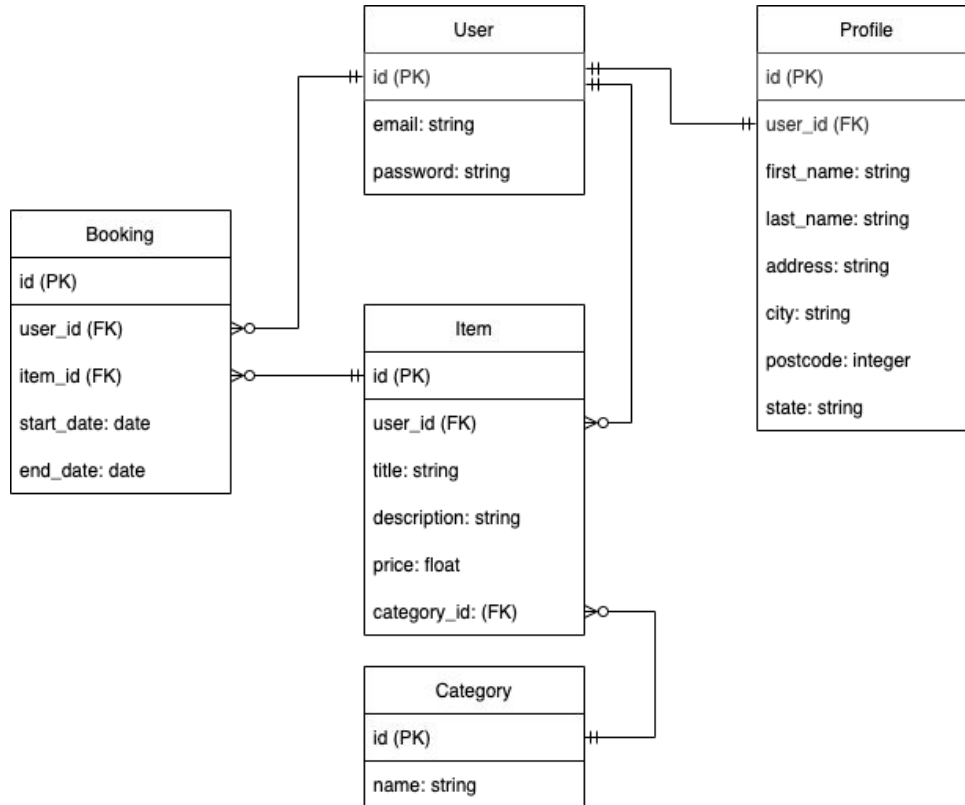 User
id (PK)
email: string
password: string
Profile
id (PK)
user_id (FK)
first_name: string
last_name: string
address: string
city: string
postcode: integer
state: string
Booking
id (PK)
user_id (FK)
item_id (FK)
start_date: date
end_date: date
Item
id (PK)
user_id (FK)
title: string
description: string
price: float
category_id: (FK)
Category
id (PK)
name: string